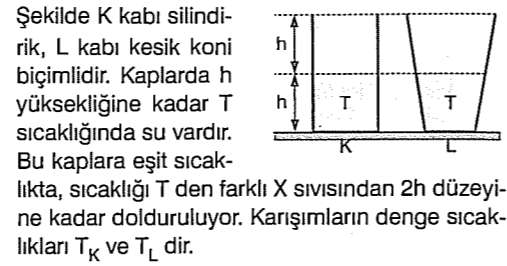 Şekilde K kabı silindi-
rik, L kabı kesik koni
biçimlidir. Kaplarda h
yüksekliğine kadar T
sıcaklığında su vardır.
Bu kaplara eşit sıcak-
lıkta, sıcaklığı T den farklı X sıvısından 2h düzeyi-
ne kadar dolduruluyor. Karışımların denge sıcak-
lıkları T_K ve T_L dir.
h
h
T
T
K
L